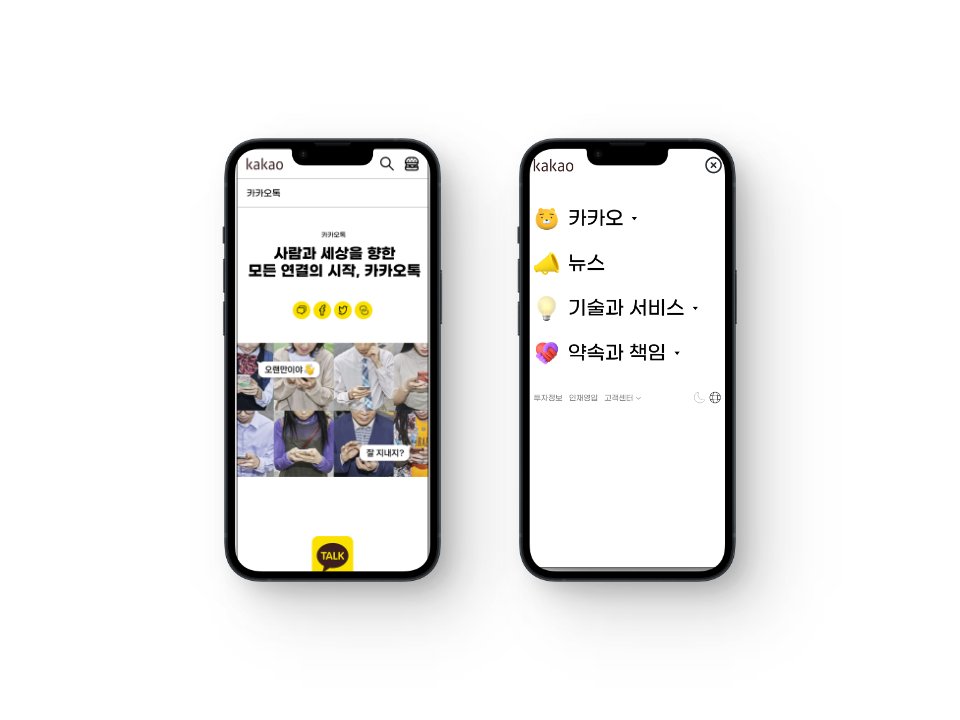 kakao
카카오톡
카카오톡
사람과 세상을 향한
모든 연결의 시작, 카카오톡
오랜만이야👋
잘 지내지?
TALK
kakao
카카오
뉴스
기술과 서비스
약속과 책임
투자정보 인재영입 고객센터